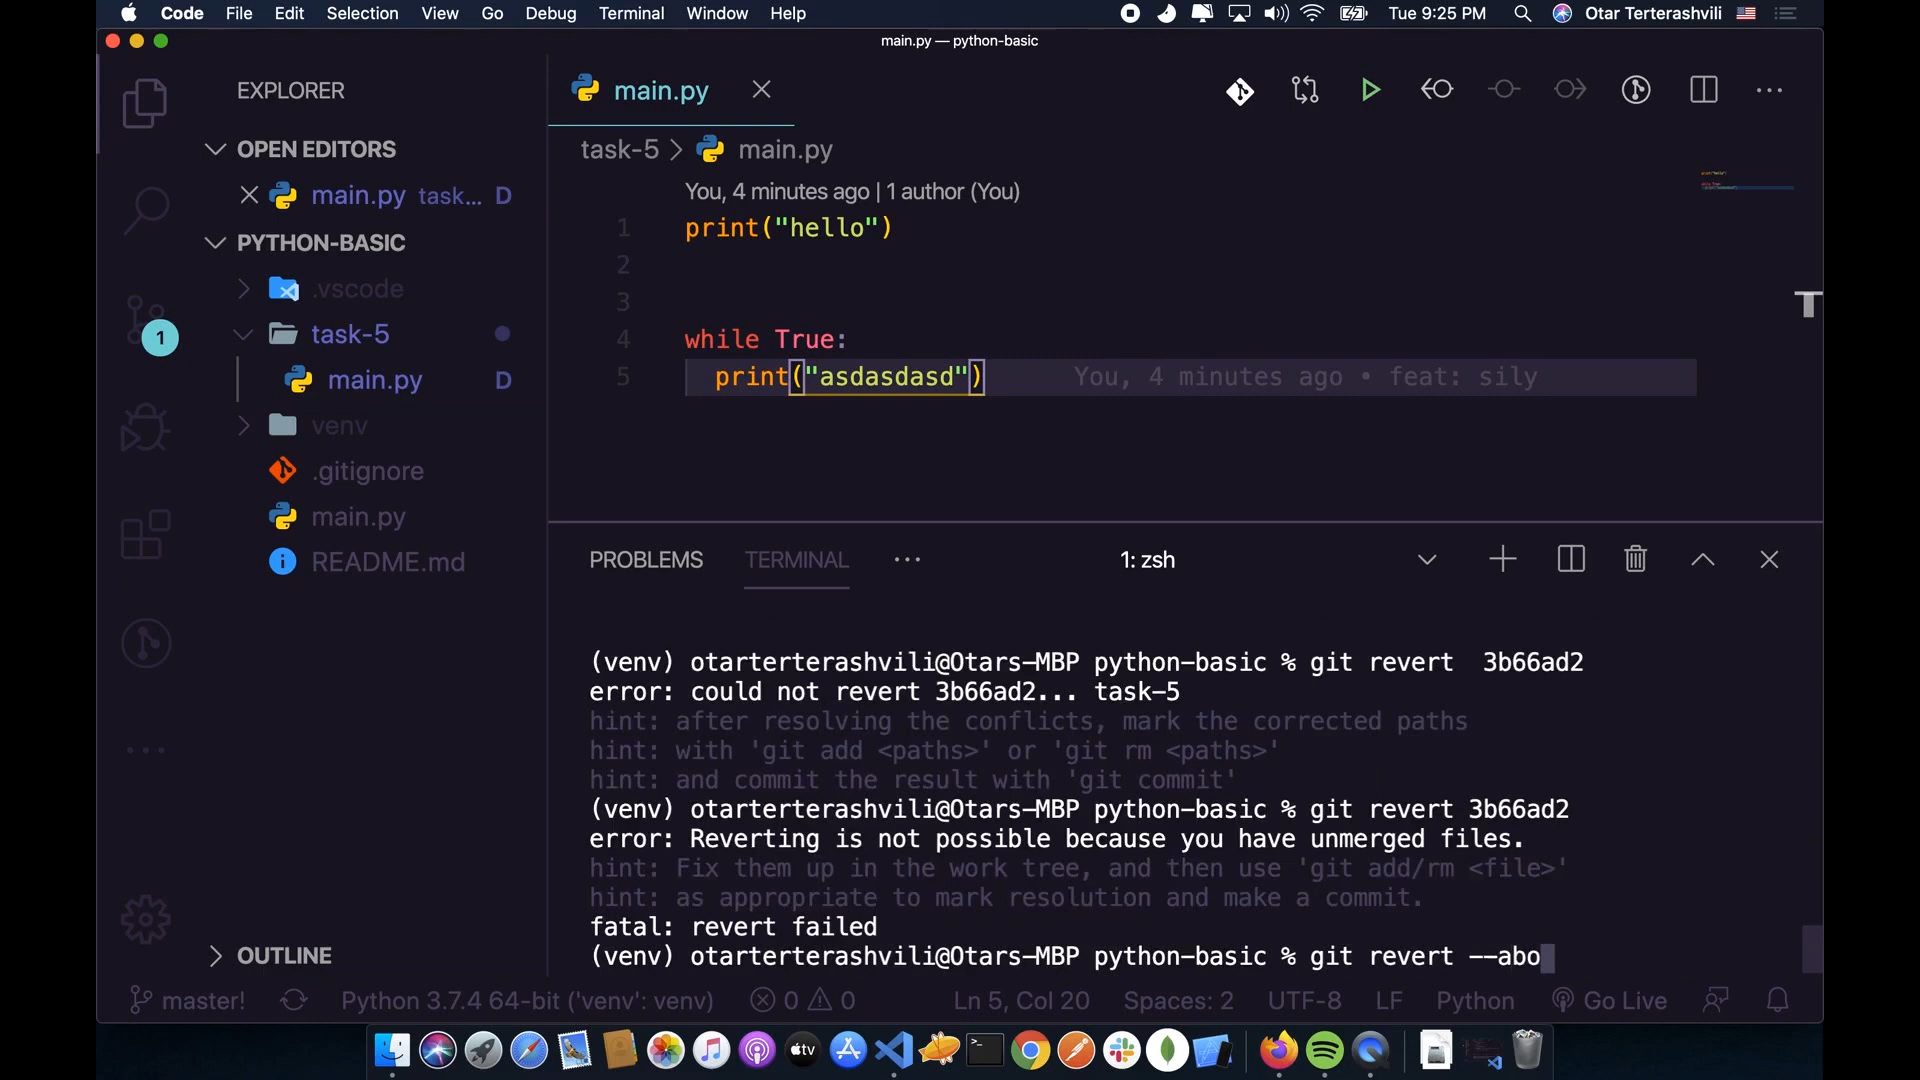 Code File Edit Selection View Go Debug Terminal Window Help Tue 9:25 PM Otar Terterashvili
main.py — python-basic
EXPLORER
OPEN EDITORS
main.py task... D
PYTHON-BASIC
.vscode
task-5
main.py D
venv
.gitignore
main.py
README.md
OUTLINE
1
main.py
task-5 > main.py
You, 4 minutes ago | 1 author (You)
1 print("hello")
2
3
4 while True:
5 print("asdasdasd") You, 4 minutes ago • feat: sily
PROBLEMS TERMINAL ... 1: zsh
(venv) otarterterashvili@Otars-MBP python-basic % git revert  3b66ad2
error: could not revert 3b66ad2... task-5
hint: after resolving the conflicts, mark the corrected paths
hint: with 'git add <paths>' or 'git rm <paths>'
hint: and commit the result with 'git commit'
(venv) otarterterashvili@Otars-MBP python-basic % git revert 3b66ad2
error: Reverting is not possible because you have unmerged files.
hint: Fix them up in the work tree, and then use 'git add/rm <file>'
hint: as appropriate to mark resolution and make a commit.
fatal: revert failed
(venv) otarterterashvili@Otars-MBP python-basic % git revert --abo
master! Python 3.7.4 64-bit ('venv': venv) 0 0 Ln 5, Col 20 Spaces: 2 UTF-8 LF Python Go Live
tv